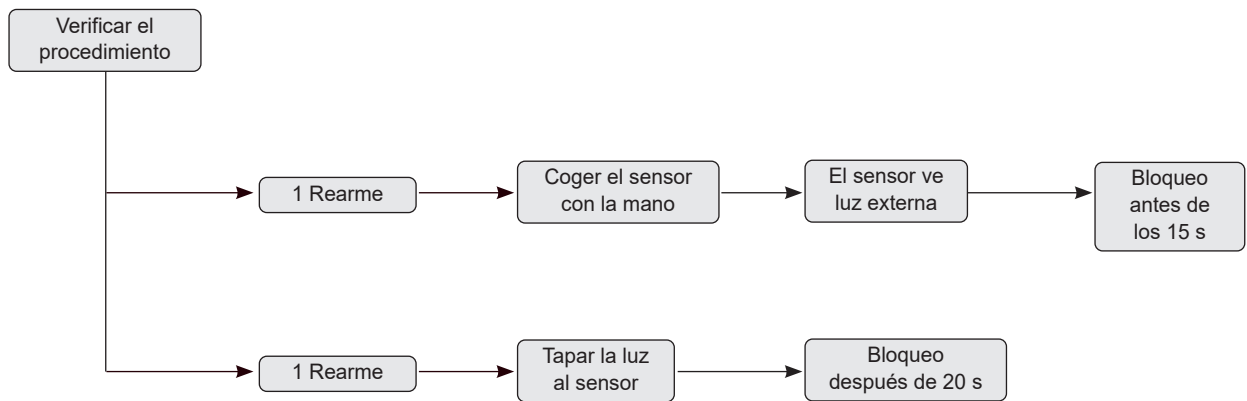 Verificar el
procedimiento
1 Rearme
Coger el sensor
con la mano
El sensor ve
luz externa
Bloqueo
antes de
los 15 s
1 Rearme
Tapar la luz
al sensor
Bloqueo
después de 20 s